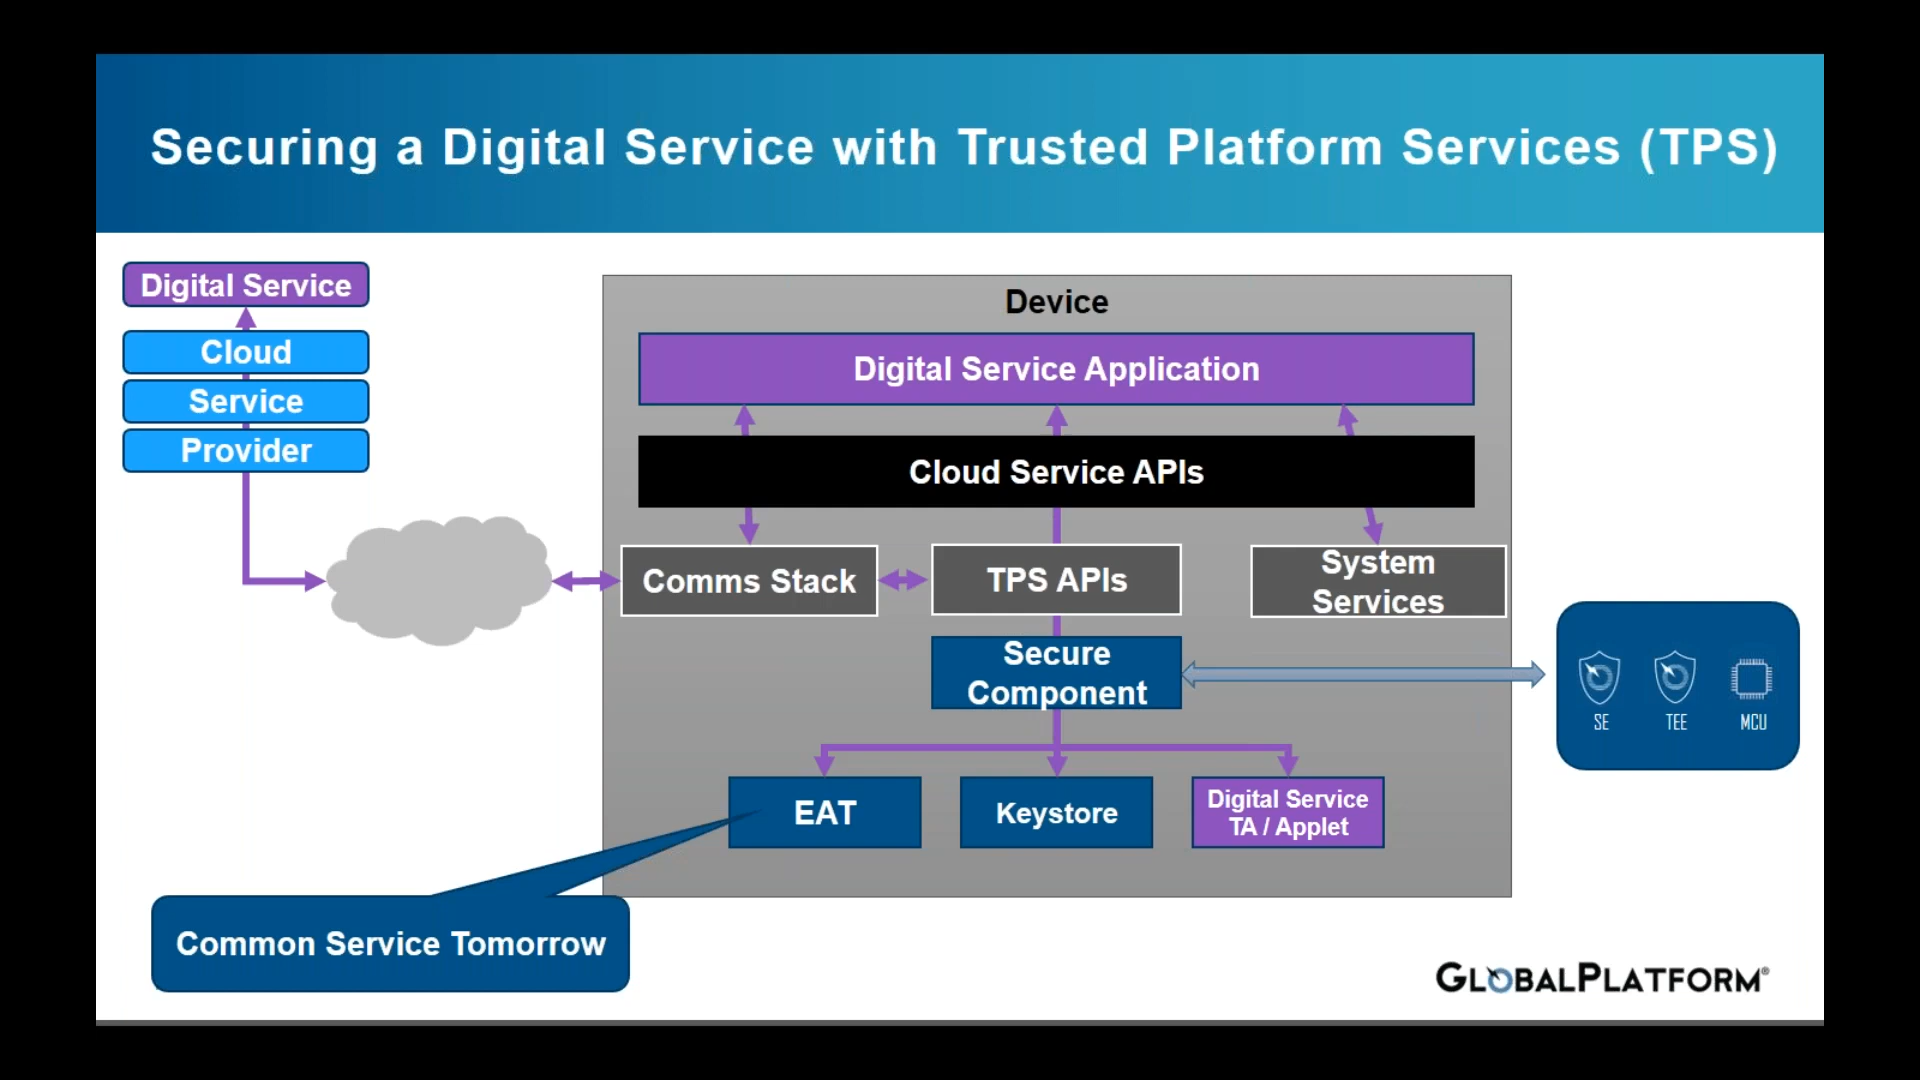 Securing a Digital Service with Trusted Platform Services (TPS)
Digital Service
Cloud
Service
Provider
Device
Digital Service Application
Cloud Service APIs
Comms Stack
TPS APIs
System
Services
Secure
Component
SE
TEE
MCU
EAT
Keystore
Digital Service
TA / Applet
Common Service Tomorrow
GLOBALPLATFORM®